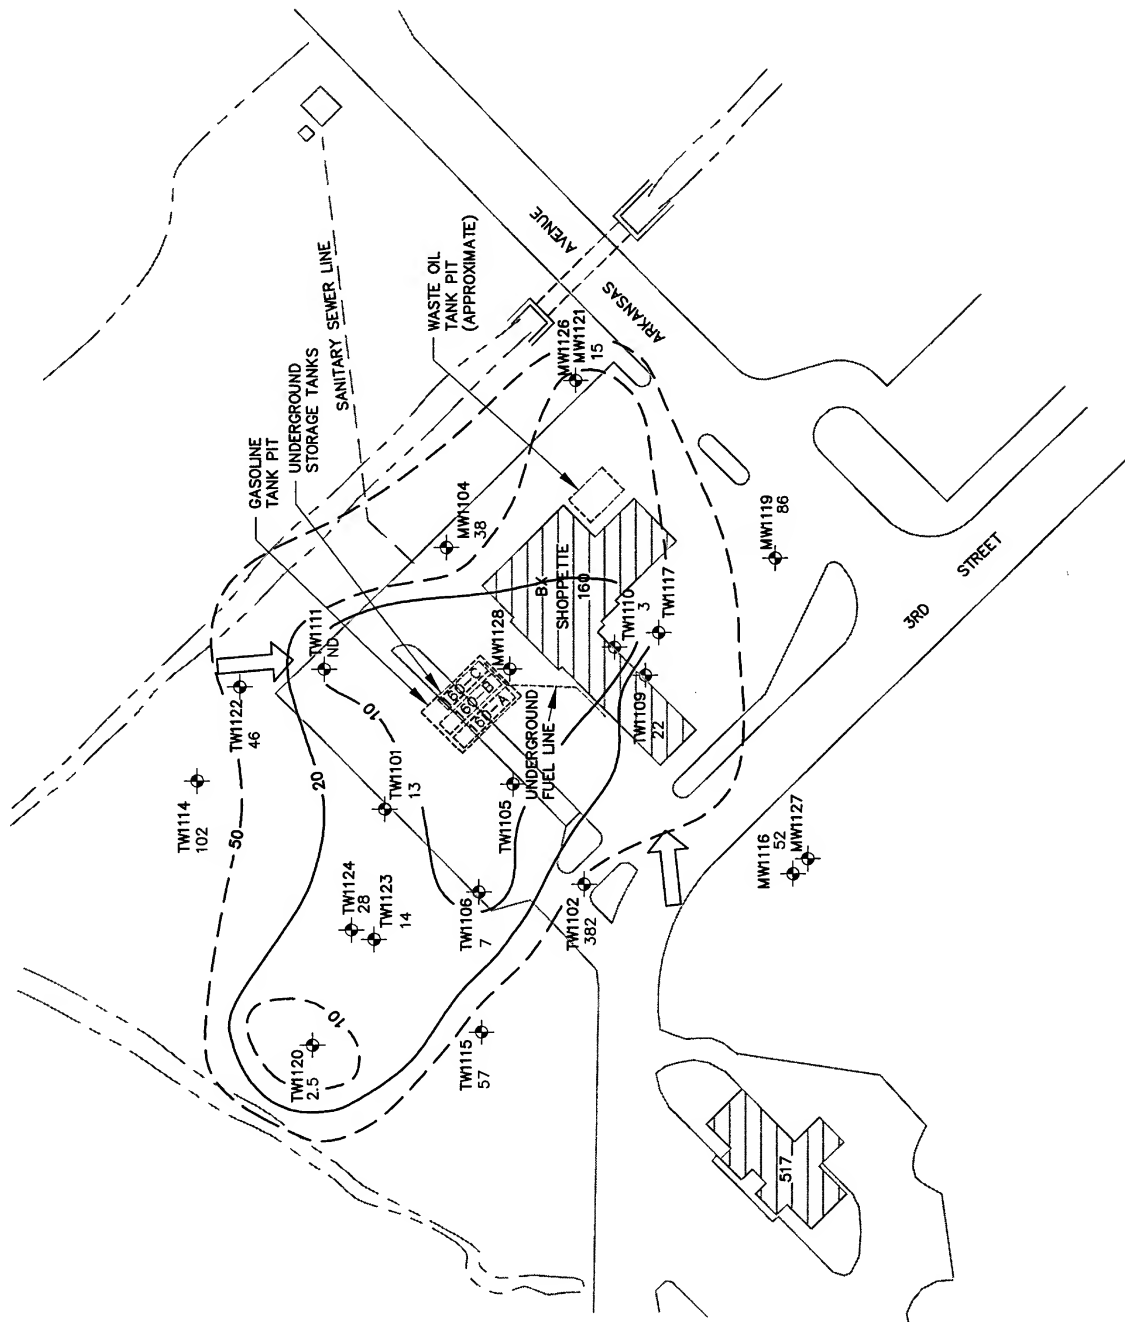 AVENUE
ARKANSAS
WASTE OIL
TANK PIT
(APPROXIMATE)
SANITARY SEWER LINE
UNDERGROUND
STORAGE TANKS
GASOLINE
TANK PIT
MW1126
MW1121
15
MW1104
38
MW1119
86
3RD
STREET
BX
SHOPPETTE
160
TW1110
3
TW1117
TW1109
22
MW1128
160-C
160-B
160-A
UNDERGROUND
FUEL LINE
TW1111
ND
TW1122
46
10
20
50
TW1114
102
TW1101
13
TW1105
TW1124
28
TW1123
14
TW1106
7
TW1102
382
MW1116
52
MW1127
TW1120
2.5
10
TW1115
57
517